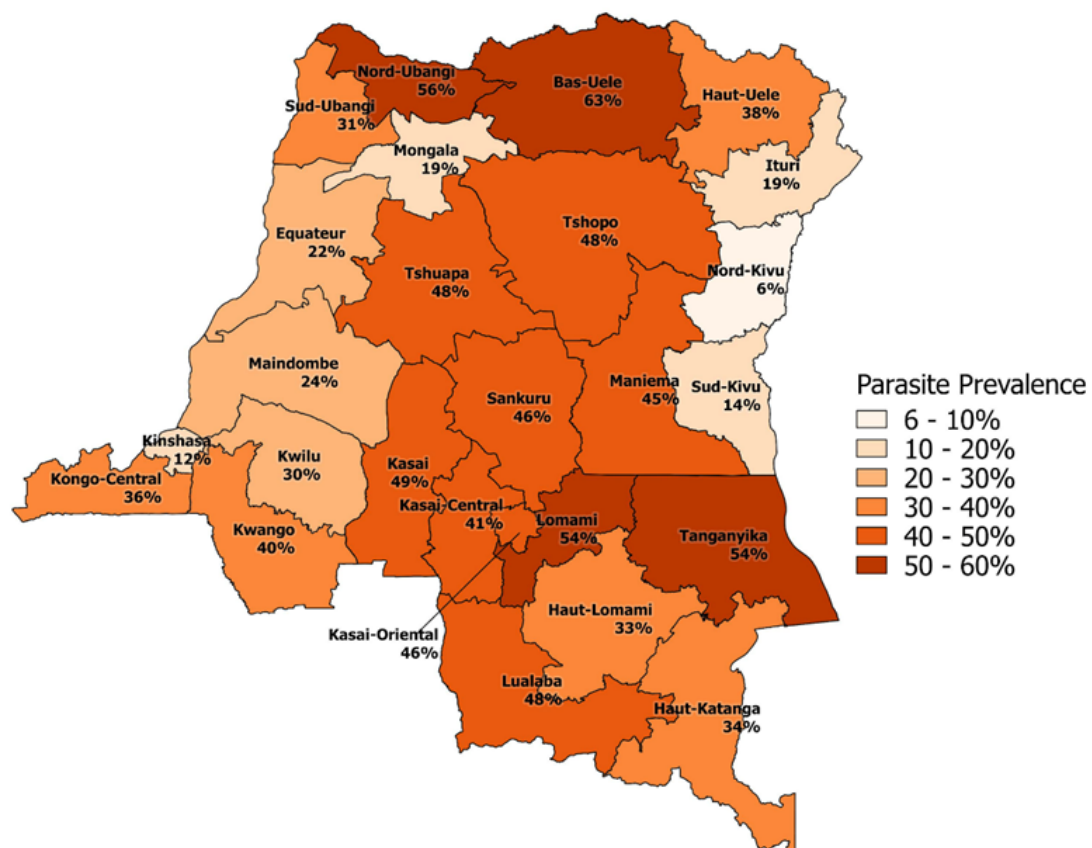 Nord-Ubangi
56%
Bas-Uele
63%
Haut-Uele
38%
Sud-Ubangi
31%
Mongala
19%
Ituri
19%
Equateur
22%
Tshopo
48%
Tshuapa
48%
Nord-Kivu
6%
Maindombe
24%
Sankuru
46%
Maniema
45%
Sud-Kivu
14%
Kinshasa
12%
Kwilu
30%
Kasai
49%
Kongo-Central
36%
Kasai-Central
41%
Lomami
54%
Tanganyika
54%
Kwango
40%
Haut-Lomami
33%
Kasai-Oriental
46%
Lualaba
48%
Haut-Katanga
34%
Parasite Prevalence
6 - 10%
10 - 20%
20 - 30%
30 - 40%
40 - 50%
50 - 60%